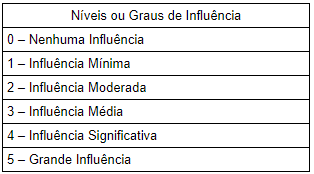 Níveis ou Graus de Influência
0 – Nenhuma Influência
1 – Influência Mínima
2 – Influência Moderada
3 – Influência Média
4 – Influência Significativa
5 – Grande Influência